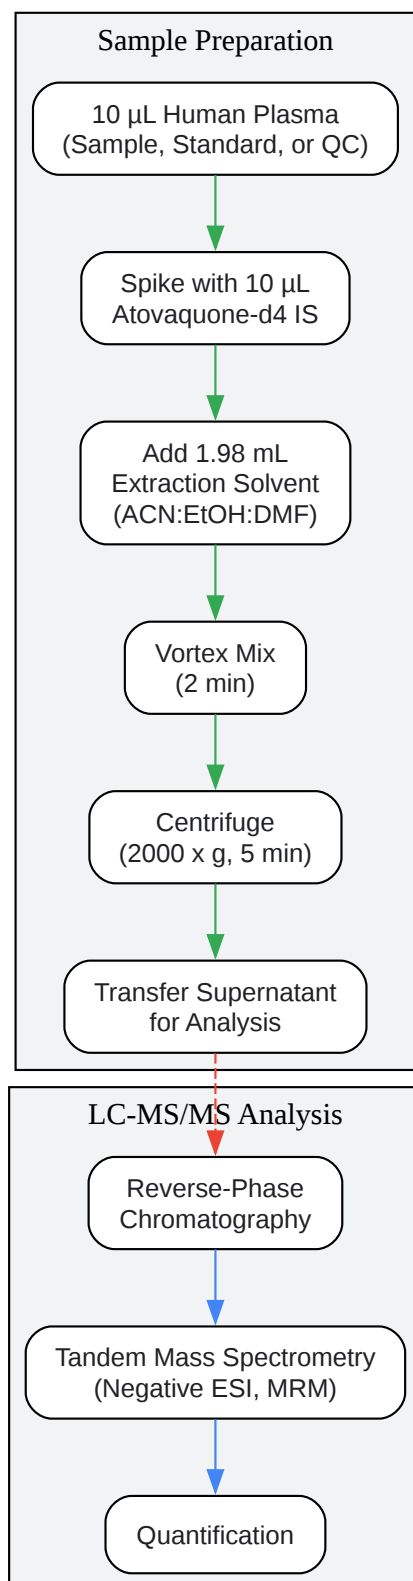 Sample Preparation
10 µL Human Plasma
(Sample, Standard, or QC)
Spike with 10 µL
Atovaquone-d4 IS
Add 1.98 mL
Extraction Solvent
(ACN:EtOH:DMF)
Vortex Mix
(2 min)
Centrifuge
(2000 x g, 5 min)
Transfer Supernatant
for Analysis
LC-MS/MS Analysis
Reverse-Phase
Chromatography
Tandem Mass Spectrometry
(Negative ESI, MRM)
Quantification